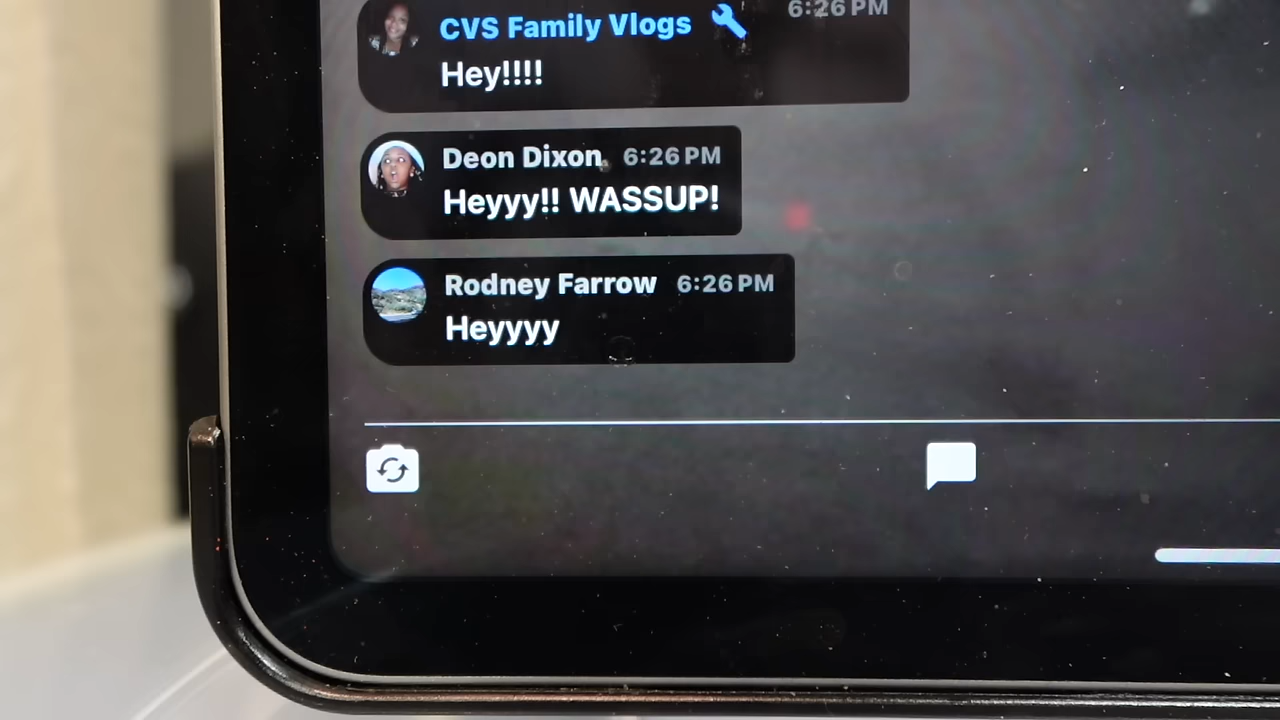 CVS Family Vlogs 6:26 PM
Hey!!!!
Deon Dixon 6:26 PM
Heyyy!! WASSUP!
Rodney Farrow 6:26 PM
Heyyyy